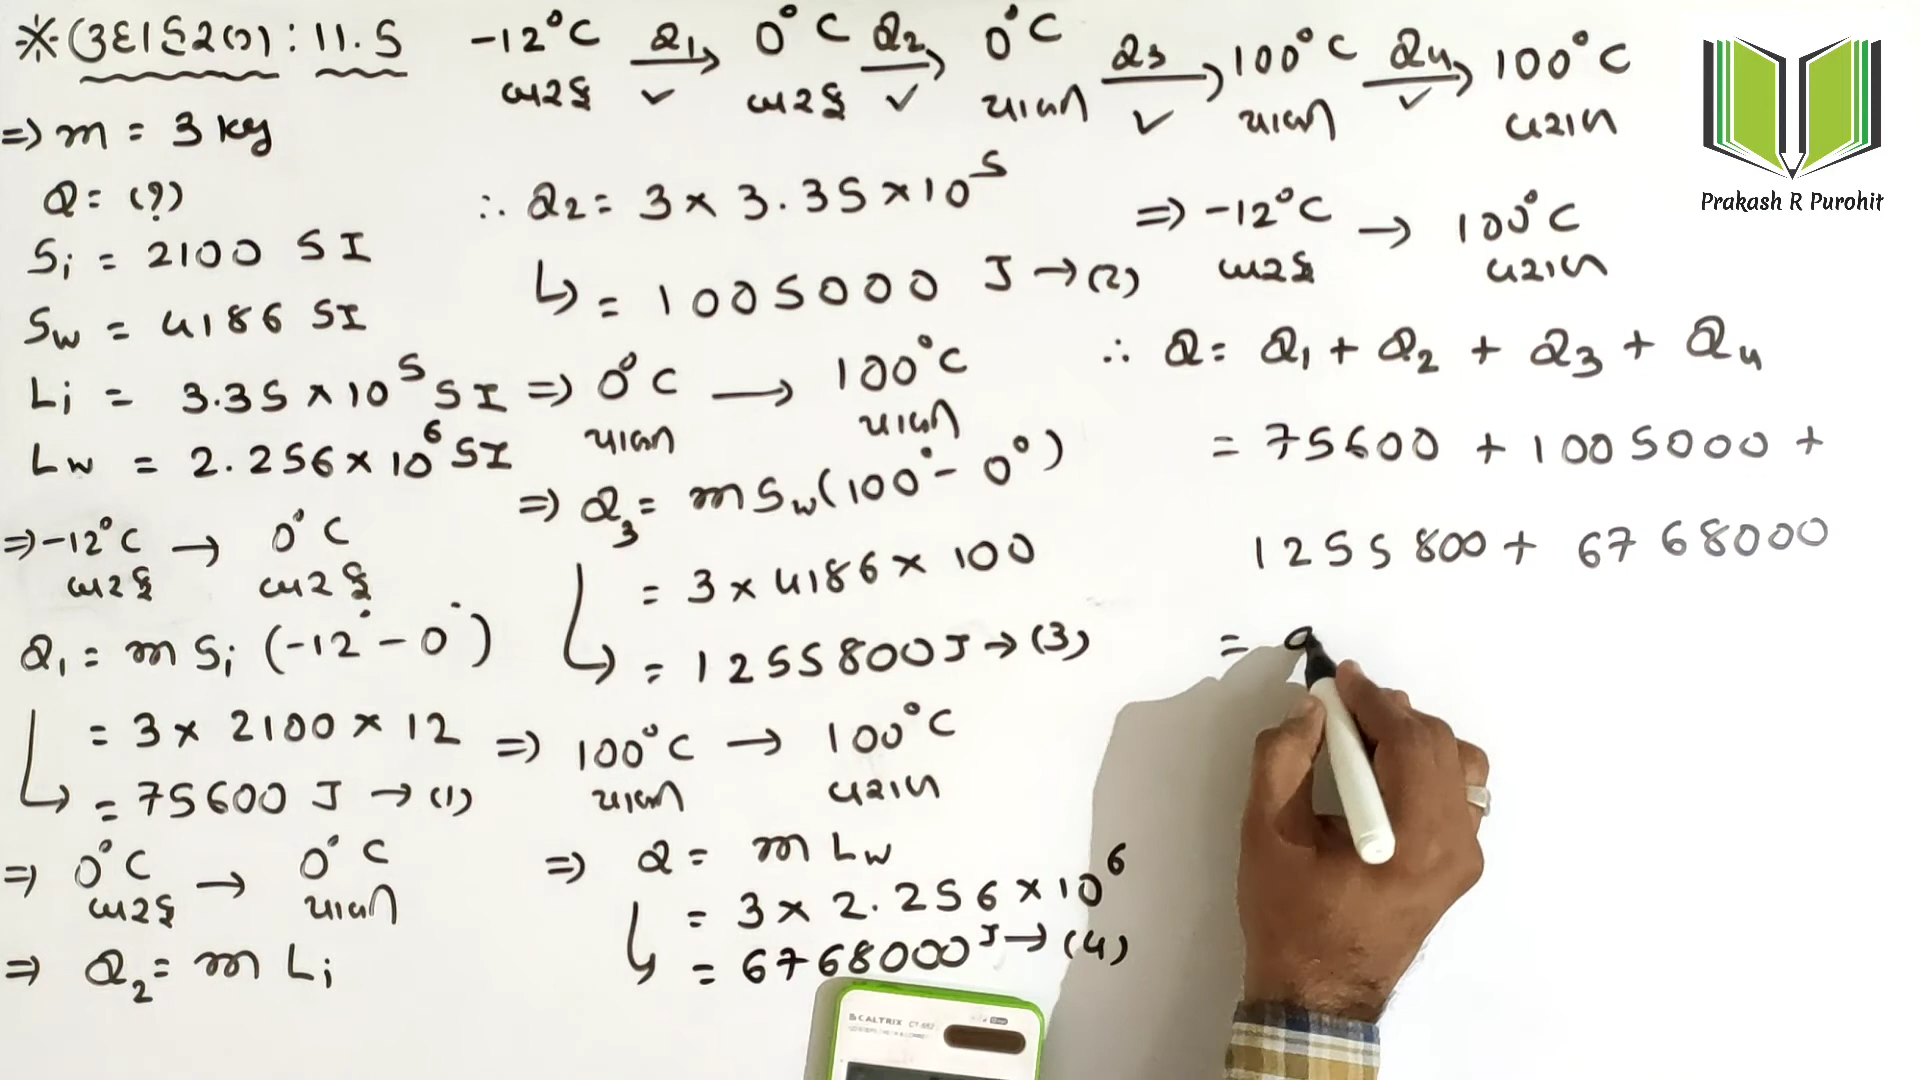 ※ ઉદાહરણ : 11.5
-12°C Q1→ 0°C Q2→ 0°C Q3→ 100°C Q4→ 100°C
બરફ ✓ બરફ ✓ પાણી ✓ પાણી ✓ વરાળ
⇒ m = 3 kg
Q = (?)
Si = 2100 SI
Sw = 4186 SI
Li = 3.35 × 10^5 SI
Lw = 2.256 × 10^6 SI
⇒ -12°C → 0°C
બરફ બરફ
Q1 = m Si (-12° - 0°)
= 3 × 2100 × 12
= 75600 J → (1)
⇒ 0°C → 0°C
બરફ પાણી
⇒ Q2 = m Li
∴ Q2 = 3 × 3.35 × 10^5
↳ = 1005000 J → (2)
⇒ 0°C → 100°C
પાણી પાણી
⇒ Q3 = m Sw (100° - 0°)
= 3 × 4186 × 100
= 1255800 J → (3)
⇒ 100°C → 100°C
પાણી વરાળ
⇒ Q = m Lw
= 3 × 2.256 × 10^6
= 6768000 J → (4)
⇒ -12°C → 100°C
બરફ વરાળ
∴ Q = Q1 + Q2 + Q3 + Q4
= 75600 + 1005000 +
1255800 + 6768000
=
Prakash R Purohit
CALTRIX